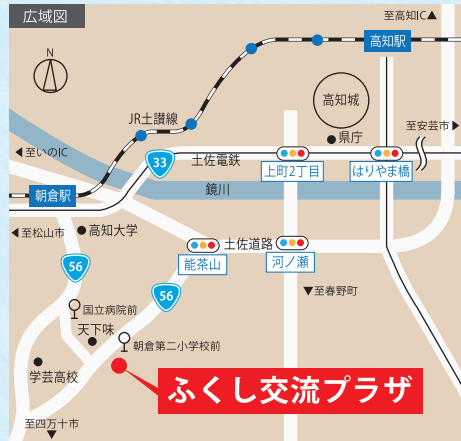 広域図
至高知IC▲
N
高知駅
高知城
JR土讃線
県庁
至安芸市▶
◀至いのIC
33
土佐電鉄
上町2丁目
はりやま橋
朝倉駅
鏡川
◀至松山市
高知大学
土佐道路
能茶山
河ノ瀬
56
56
▼至春野町
国立病院前
天下味
朝倉第二小学校前
学芸高校
ふくし交流プラザ
至四万十市
▼